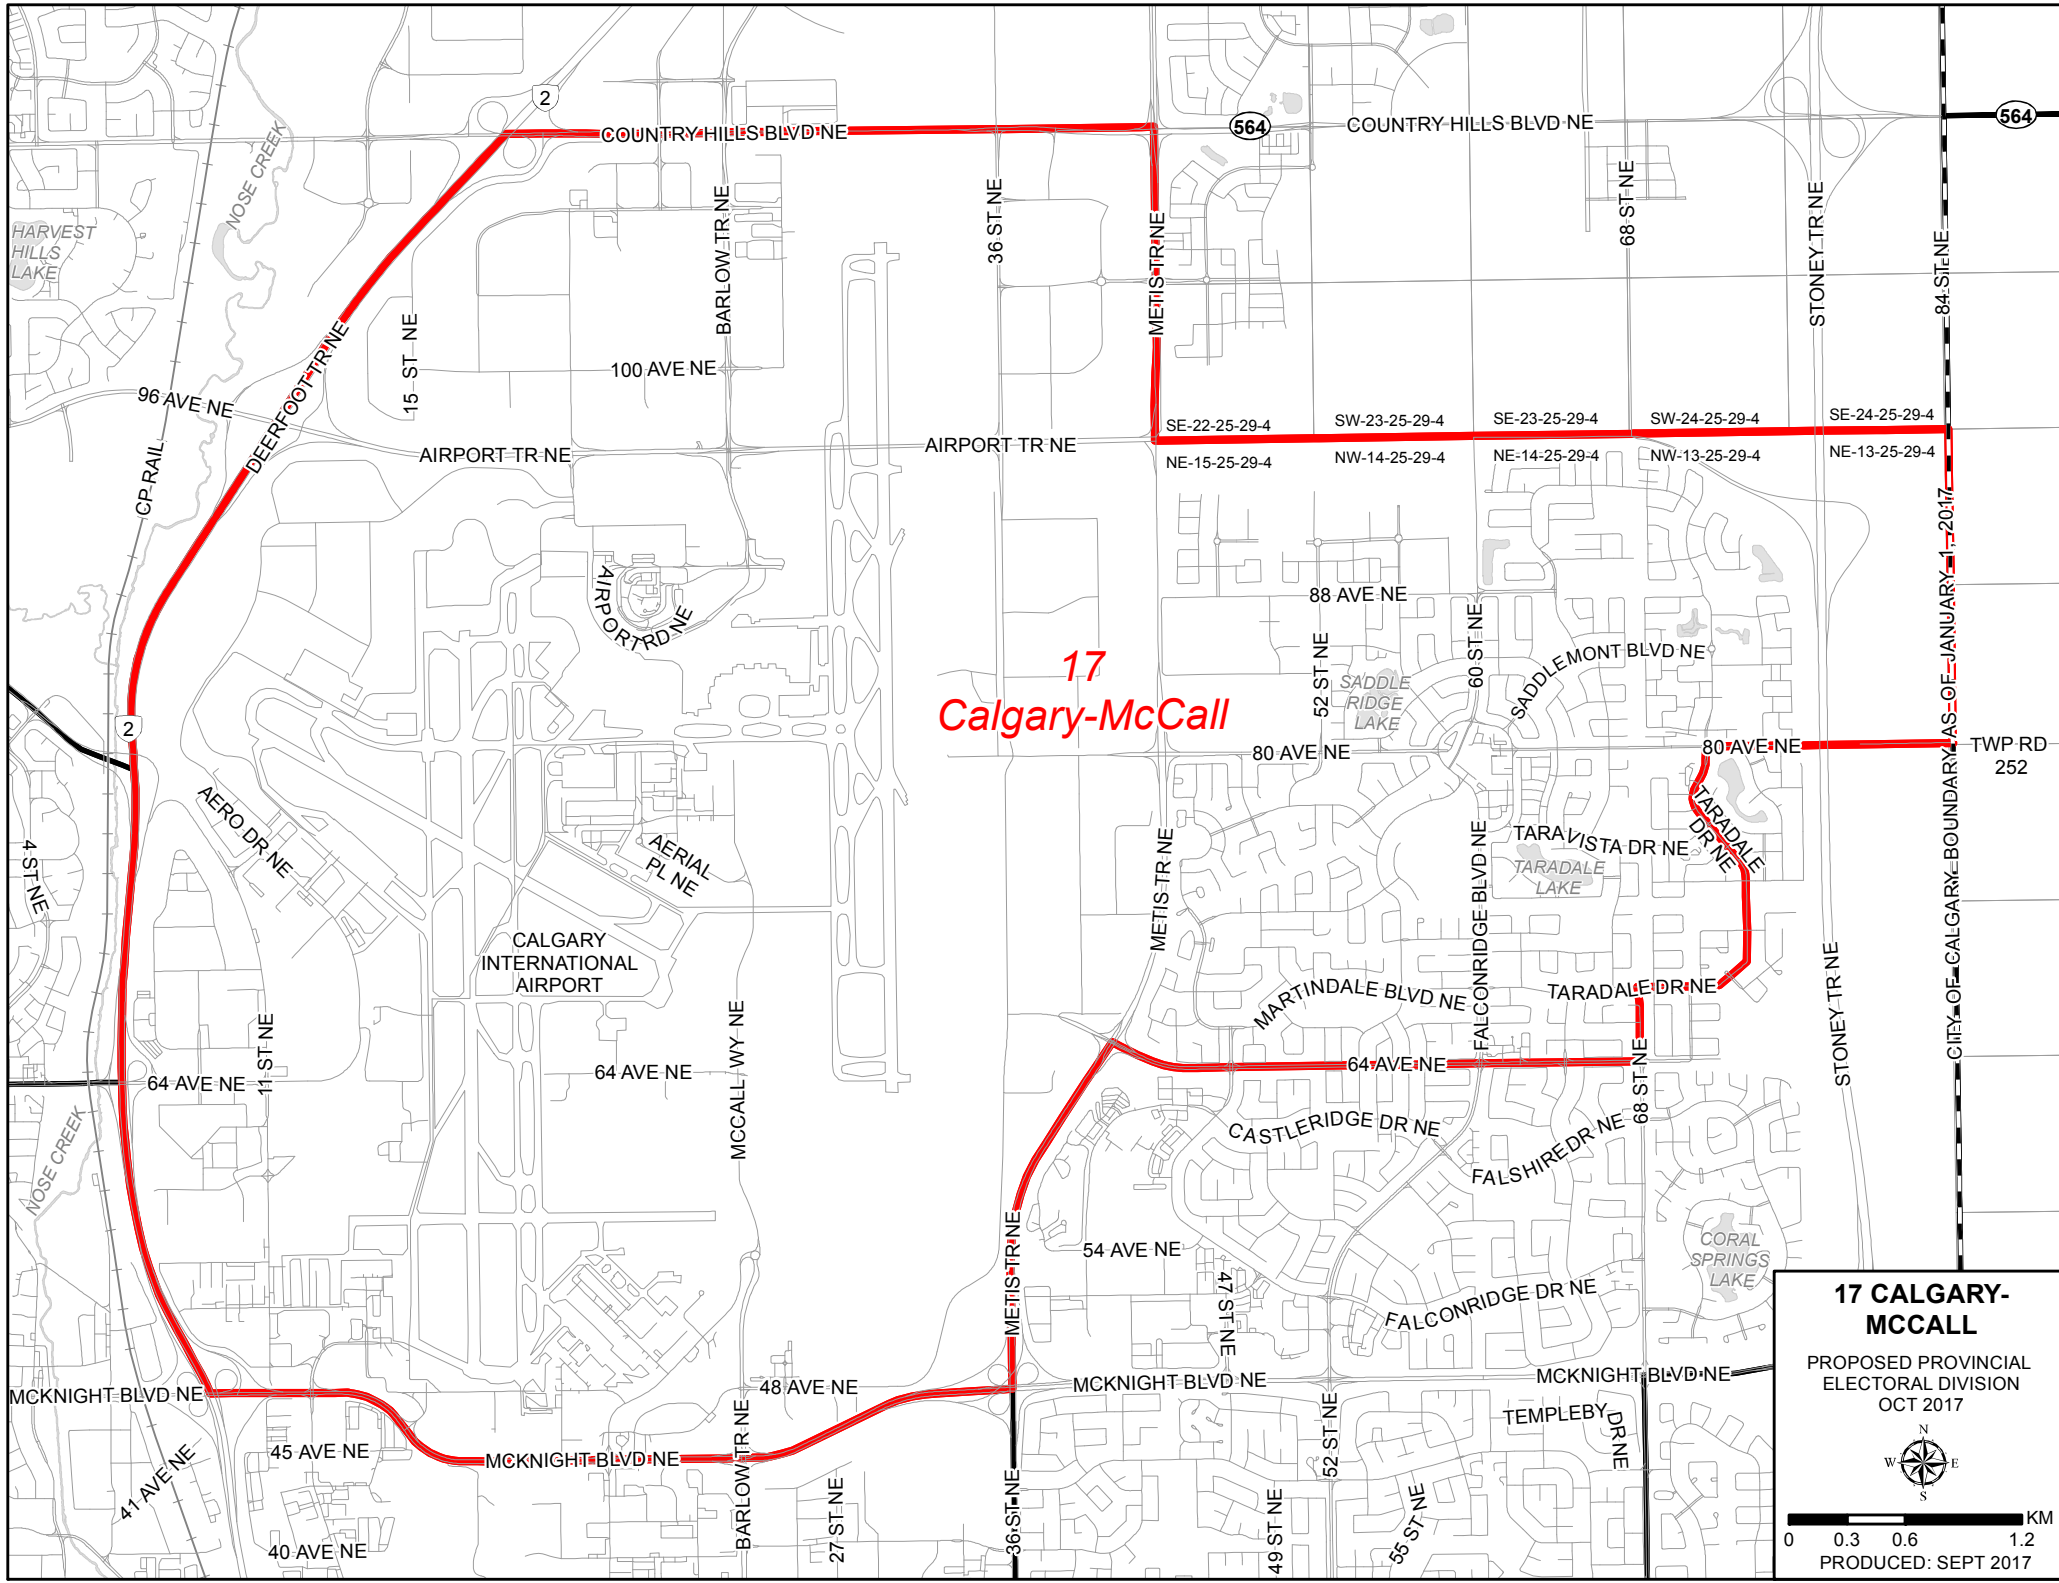 2
COUNTRY HILLS BLVD NE
564
COUNTRY HILLS BLVD NE
564
NOSE CREEK
HARVEST
HILLS
LAKE
BARLOW TR NE
36 ST NE
METIS TR NE
68 ST NE
STONEY TR NE
84 ST NE
15 ST NE
DEERFOOT TR NE
100 AVE NE
96 AVE NE
CP RAIL
AIRPORT TR NE
AIRPORT TR NE
SE-22-25-29-4
SW-23-25-29-4
SE-23-25-29-4
SW-24-25-29-4
SE-24-25-29-4
NE-15-25-29-4
NW-14-25-29-4
NE-14-25-29-4
NW-13-25-29-4
NE-13-25-29-4
CITY OF CALGARY BOUNDARY AS OF JANUARY 1, 2017
AIRPORT RD NE
88 AVE NE
52 ST NE
60 ST NE
SADDLEMONT BLVD NE
SADDLE
RIDGE
LAKE
17
Calgary-McCall
2
80 AVE NE
80 AVE NE
TWP RD
252
AERO DR NE
4 ST NE
AERIAL
PL NE
METIS TR NE
FALCONRIDGE BLVD NE
TARAVISTA DR NE
TARADALE
DR NE
TARADALE
LAKE
CALGARY
INTERNATIONAL
AIRPORT
MARTINDALE BLVD NE
TARADALE DR NE
STONEY TR NE
64 AVE NE
11 ST NE
64 AVE NE
MCCALL WY NE
64 AVE NE
68 ST NE
NOSE CREEK
CASTLERIDGE DR NE
FALSHIRE DR NE
54 AVE NE
METIS TR NE
47 ST NE
CORAL
SPRINGS
LAKE
FALCONRIDGE DR NE
MCKNIGHT BLVD NE
48 AVE NE
MCKNIGHT BLVD NE
MCKNIGHT BLVD NE
TEMPLEBY DR NE
41 AVE NE
45 AVE NE
MCKNIGHT BLVD NE
BARLOW TR NE
27 ST NE
36 ST NE
52 ST NE
49 ST NE
55 ST NE
40 AVE NE
17 CALGARY-
MCCALL
PROPOSED PROVINCIAL
ELECTORAL DIVISION
OCT 2017
N
W E
S
KM
0 0.3 0.6 1.2
PRODUCED: SEPT 2017